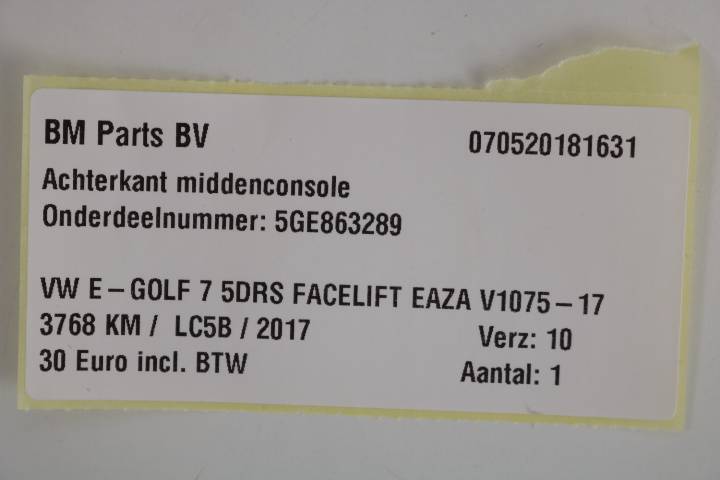 BM Parts BV 070520181631
Achterkant middenconsole
Onderdeelnummer: 5GE863289
VW E-GOLF 7 5DRS FACELIFT EAZA V1075-17
3768 KM / LC5B / 2017 Verz: 10
30 Euro incl. BTW Aantal: 1